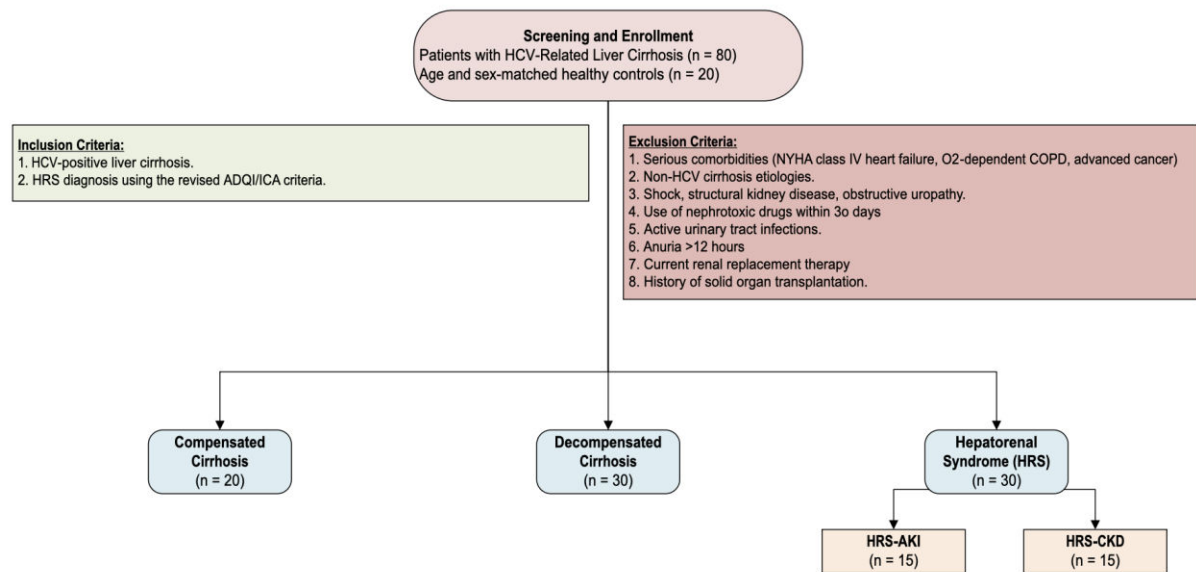 Screening and Enrollment
Patients with HCV-Related Liver Cirrhosis (n = 80)
Age and sex-matched healthy controls (n = 20)
Inclusion Criteria:
1. HCV-positive liver cirrhosis.
2. HRS diagnosis using the revised ADQI/ICA criteria.
Exclusion Criteria:
1. Serious comorbidities (NYHA class IV heart failure, O2-dependent COPD, advanced cancer)
2. Non-HCV cirrhosis etiologies.
3. Shock, structural kidney disease, obstructive uropathy.
4. Use of nephrotoxic drugs within 3o days
5. Active urinary tract infections.
6. Anuria >12 hours
7. Current renal replacement therapy
8. History of solid organ transplantation.
Compensated
Cirrhosis
(n = 20)
Decompensated
Cirrhosis
(n = 30)
Hepatorenal
Syndrome (HRS)
(n = 30)
HRS-AKI
(n = 15)
HRS-CKD
(n = 15)